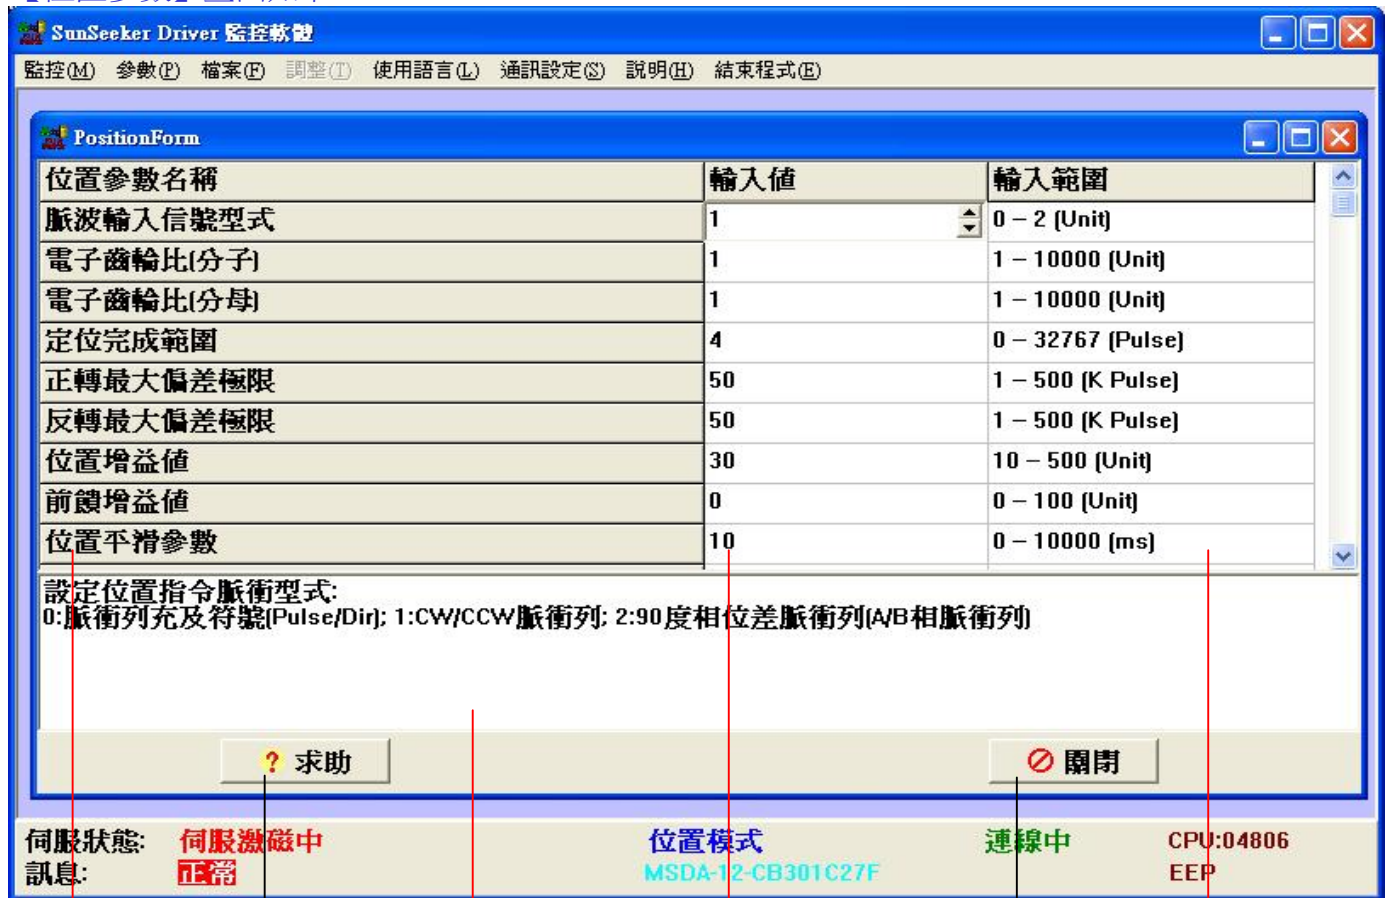 SunSeeker Driver 監控軟體
監控(M) 參數(P) 檔案(F) 調整(T) 使用語言(L) 通訊設定(S) 說明(H) 結束程式(E)
PositionForm
位置參數名稱 輸入值 輸入範圍
脈波輸入信號型式 1 0 – 2 (Unit)
電子齒輪比(分子) 1 1 – 10000 (Unit)
電子齒輪比(分母) 1 1 – 10000 (Unit)
定位完成範圍 4 0 – 32767 (Pulse)
正轉最大偏差極限 50 1 – 500 (K Pulse)
反轉最大偏差極限 50 1 – 500 (K Pulse)
位置增益值 30 10 – 500 (Unit)
前饋增益值 0 0 – 100 (Unit)
位置平滑參數 10 0 – 10000 (ms)
設定位置指令脈衝型式:
0:脈衝列充及符號(Pulse/Dir); 1:CW/CCW脈衝列; 2:90度相位差脈衝列(A/B相脈衝列)
? 求助 關閉
伺服狀態: 伺服激磁中 位置模式 連線中 CPU:04806
訊息: 正常 MSDA-12-CB301C27F EEP